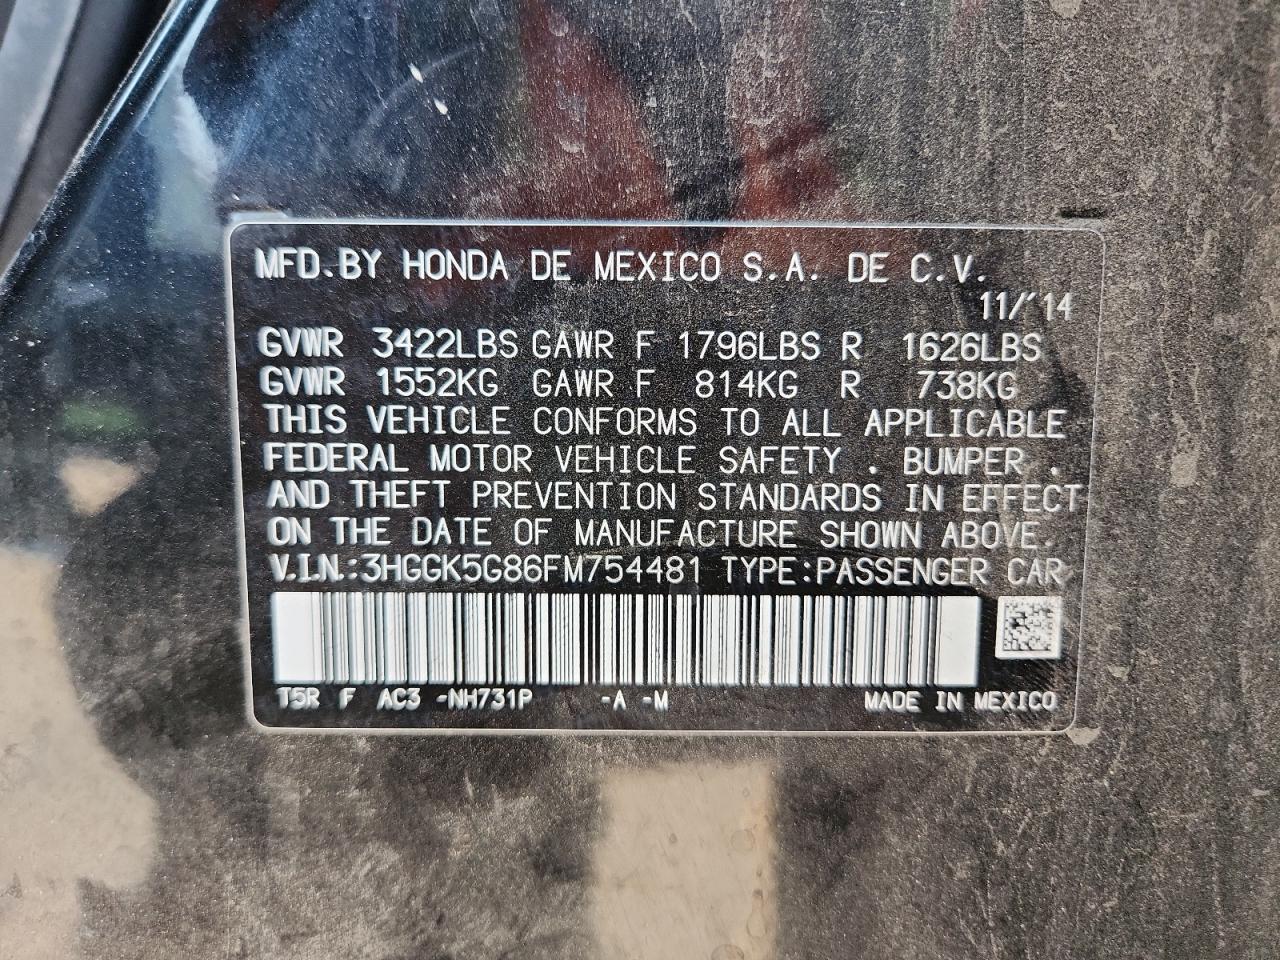 MFD.BY HONDA DE MEXICO S.A. DE C.V.
11/'14
GVWR 3422LBS GAWR F 1796LBS R 1626LBS
GVWR 1552KG GAWR F 814KG R 738KG
THIS VEHICLE CONFORMS TO ALL APPLICABLE
FEDERAL MOTOR VEHICLE SAFETY . BUMPER .
AND THEFT PREVENTION STANDARDS IN EFFECT
ON THE DATE OF MANUFACTURE SHOWN ABOVE.
V.I.N.:3HGGK5G86FM754481 TYPE:PASSENGER CAR
T5R F AC3 -NH731P -A -M MADE IN MEXICO